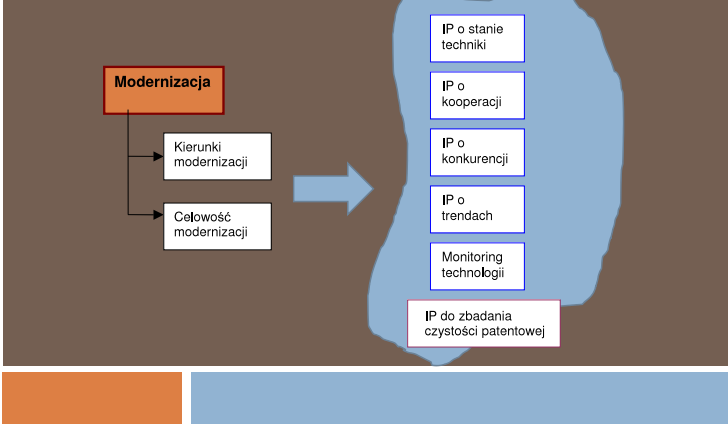 Modernizacja
Kierunki
modernizacji
Celowość
modernizacji
IP o stanie
techniki
IP o
kooperacji
IP o
konkurencji
IP o
trendach
Monitoring
technologii
IP do zbadania
czystości patentowej